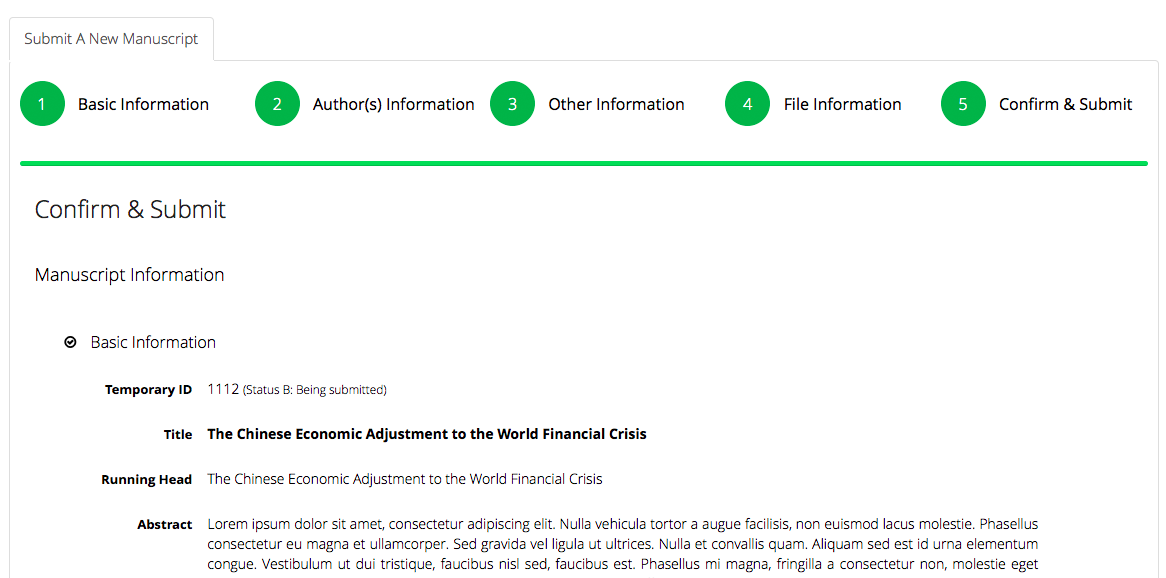 Submit A New Manuscript
1 Basic Information 2 Author(s) Information 3 Other Information 4 File Information 5 Confirm & Submit
Confirm & Submit
Manuscript Information
Basic Information
Temporary ID 1112 (Status B: Being submitted)
Title The Chinese Economic Adjustment to the World Financial Crisis
Running Head The Chinese Economic Adjustment to the World Financial Crisis
Abstract Lorem ipsum dolor sit amet, consectetur adipiscing elit. Nulla vehicula tortor a augue facilisis, non euismod lacus molestie. Phasellus
consectetur eu magna et ullamcorper. Sed gravida vel ligula ut ultrices. Nulla et convallis quam. Aliquam sed est id urna elementum
congue. Vestibulum ut dui tristique, faucibus nisl sed, faucibus est. Phasellus mi magna, fringilla a consectetur non, molestie eget